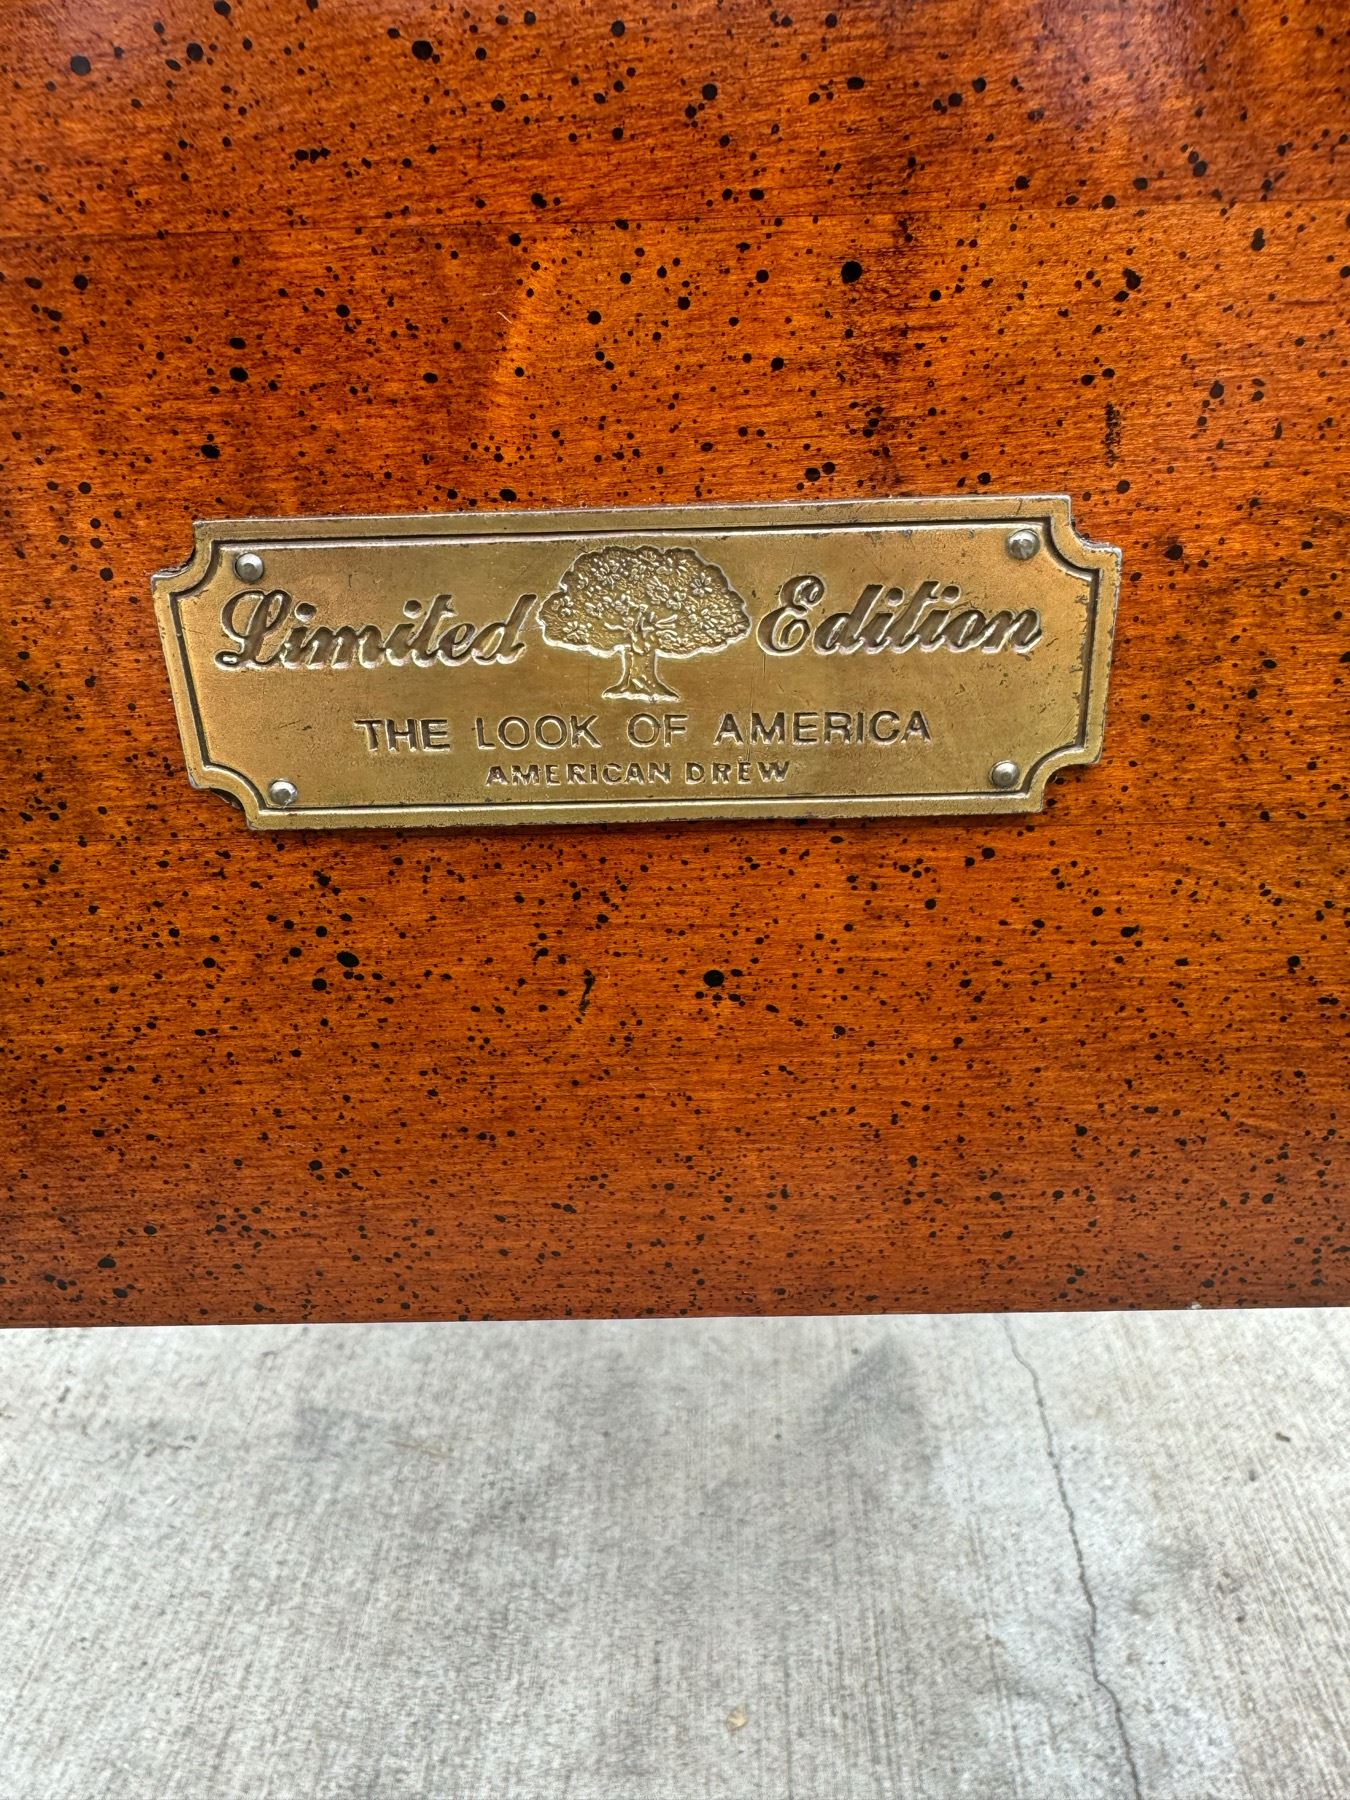 Limited Edition
THE LOOK OF AMERICA
AMERICAN DREW